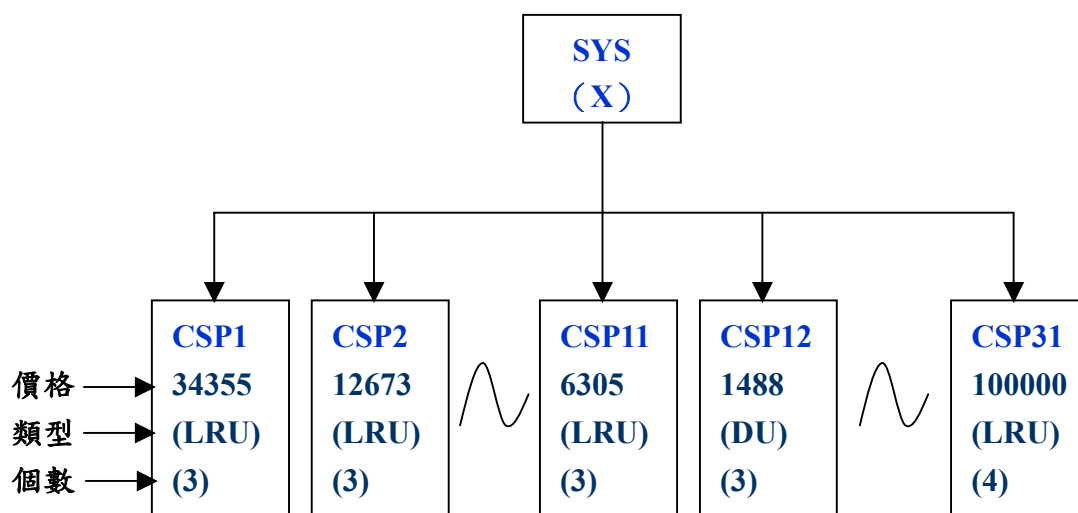 SYS
（X）
CSP1 CSP2 CSP11 CSP12 CSP31
價格 34355 12673 6305 1488 100000
類型 (LRU) (LRU) (LRU) (DU) (LRU)
個數 (3) (3) (3) (3) (4)